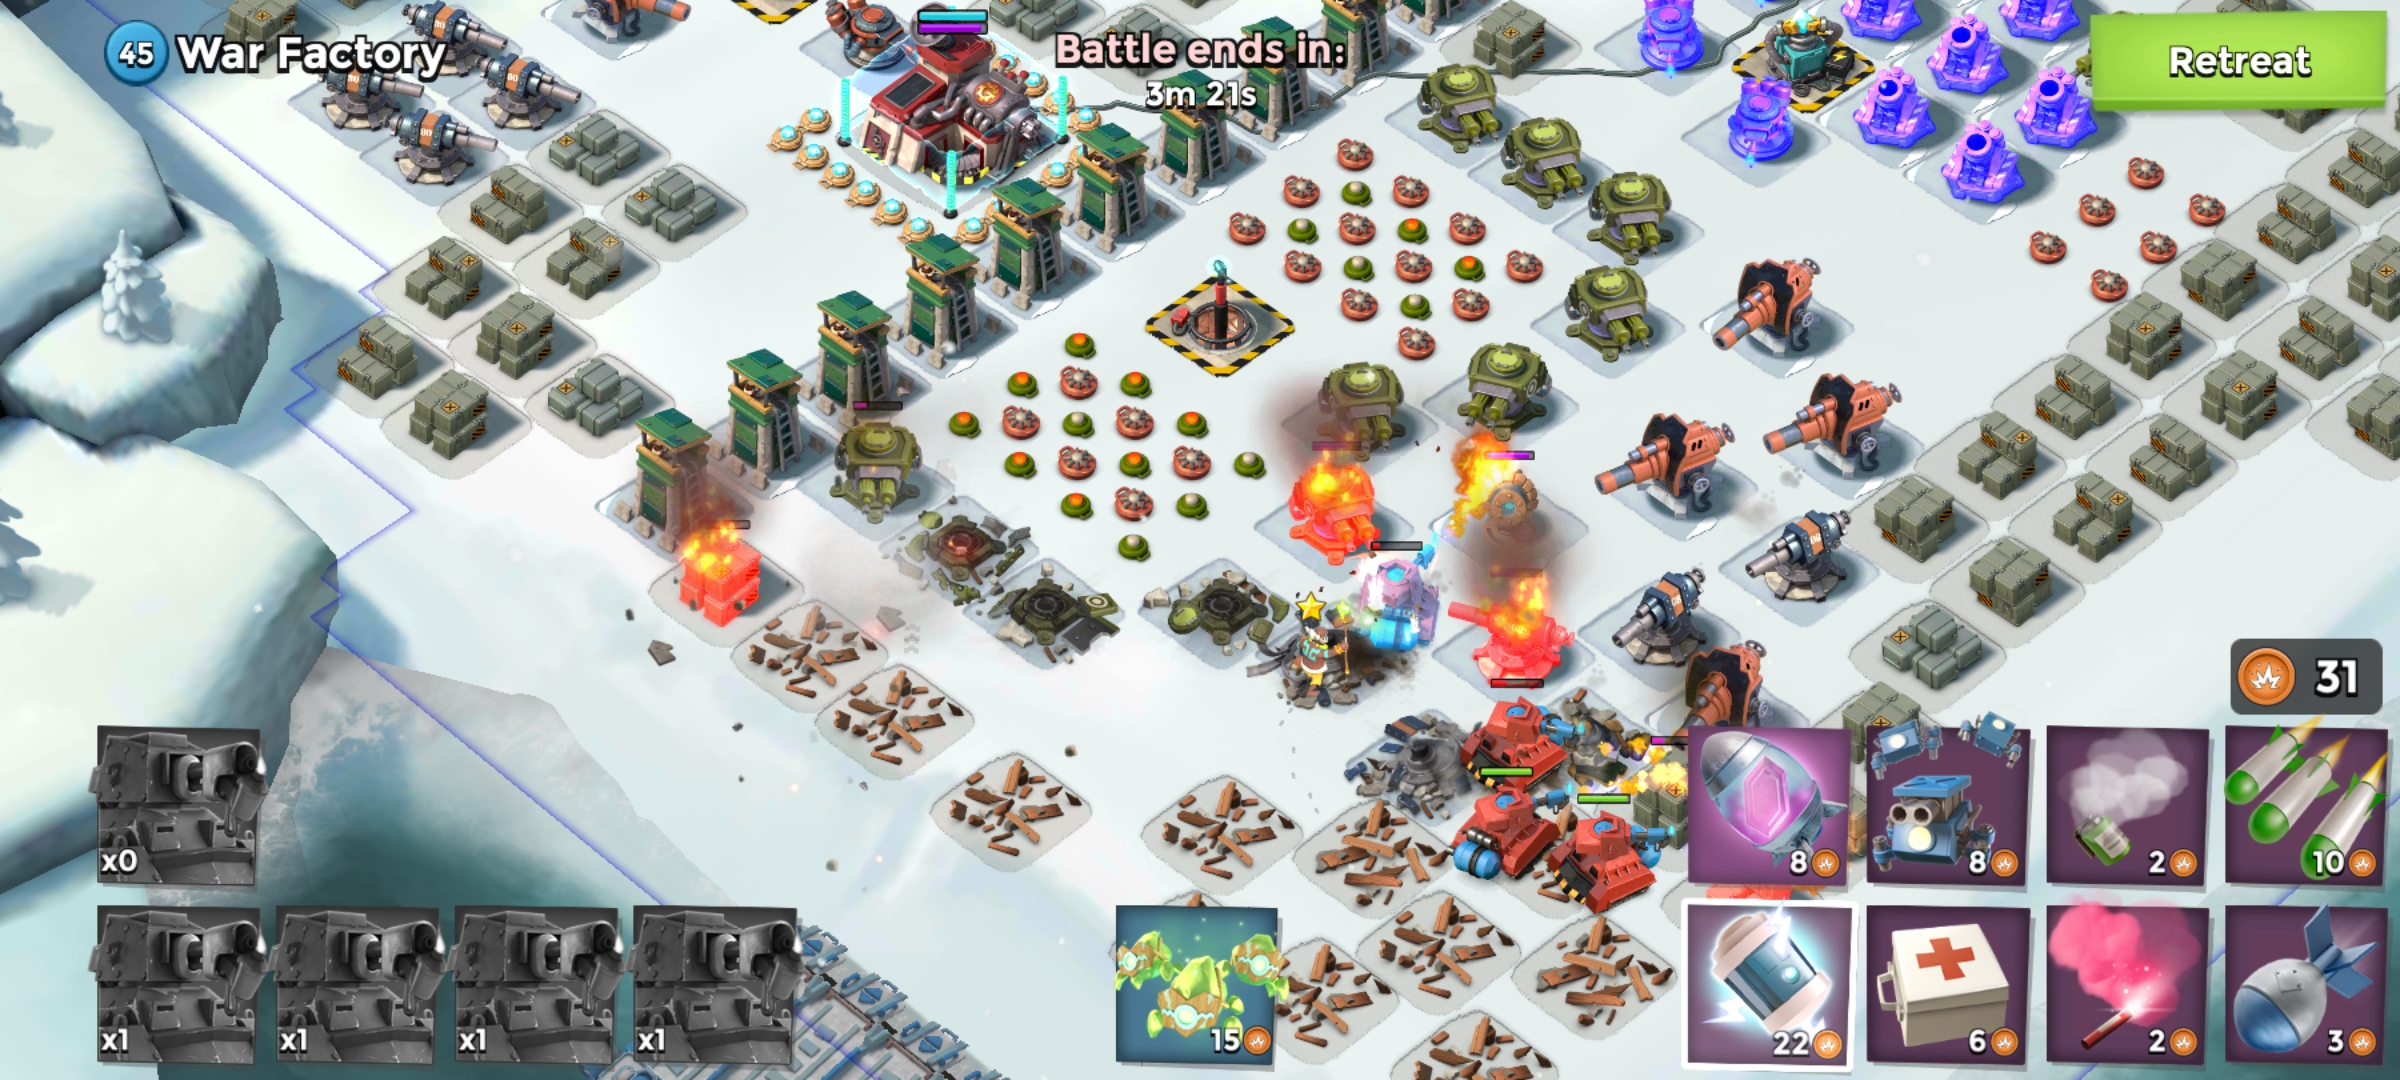 45 War Factory
Battle ends in:
3m 21s
Retreat
31
8
8
2
10
x0
x1
x1
x1
x1
15
22
6
2
3